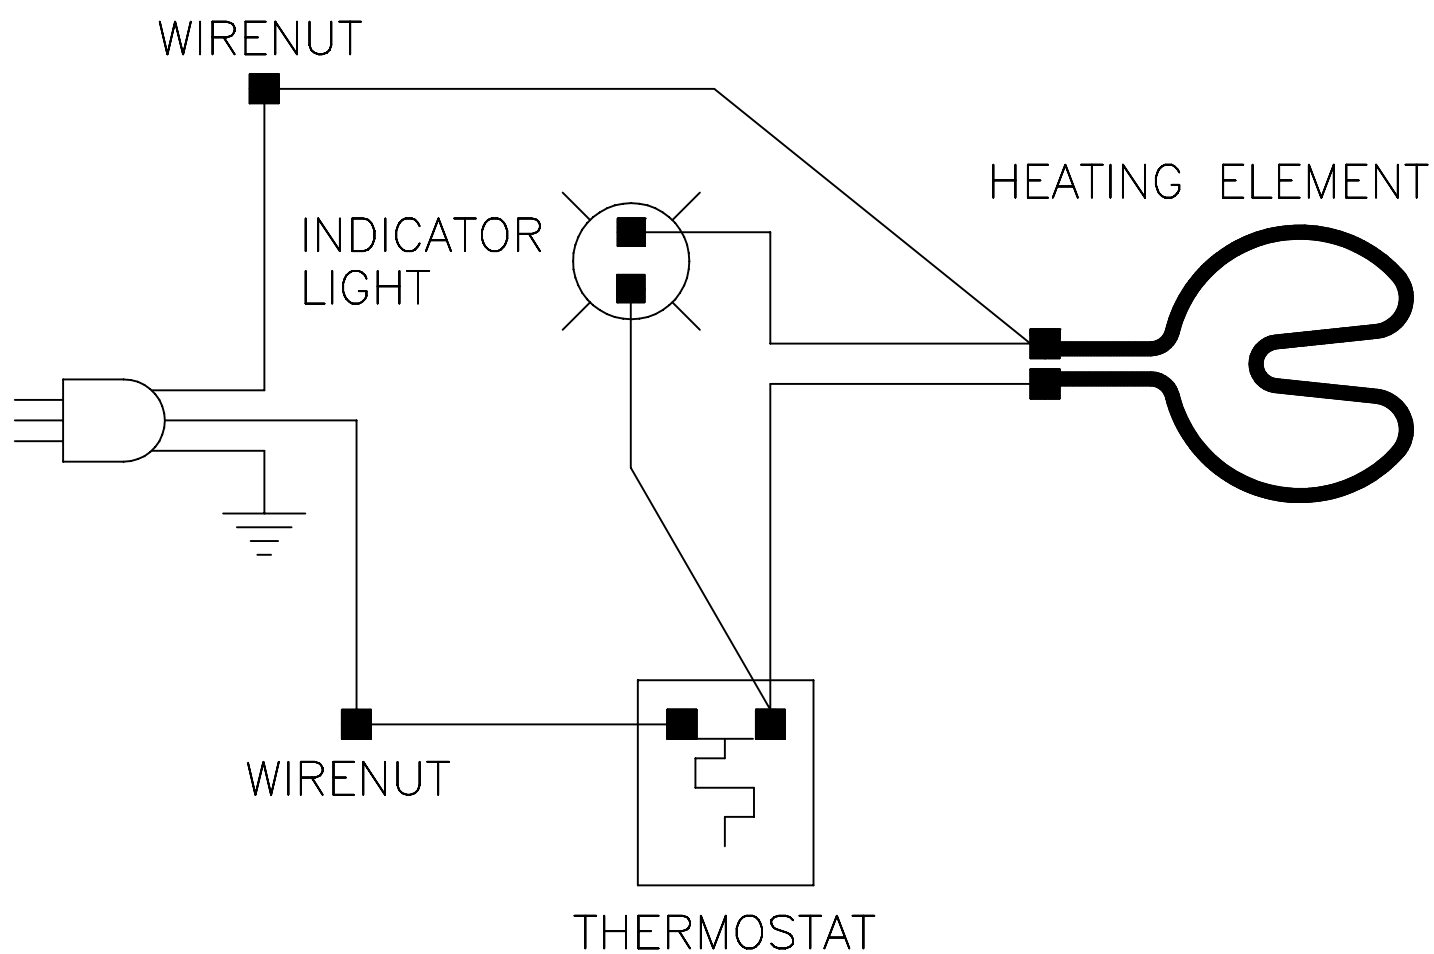 WIRENUT
HEATING ELEMENT
INDICATOR
LIGHT
WIRENUT
THERMOSTAT